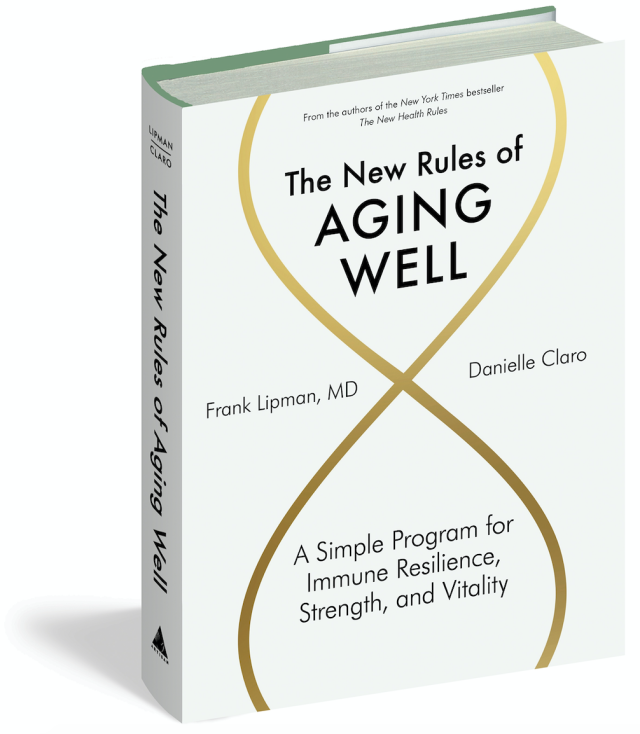 From the authors of the New York Times bestseller
The New Health Rules
The New Rules of
AGING
WELL
Frank Lipman, MD
Danielle Claro
A Simple Program for
Immune Resilience,
Strength, and Vitality
LIPMAN
CLARO
The New Rules of Aging Well
ARTISAN